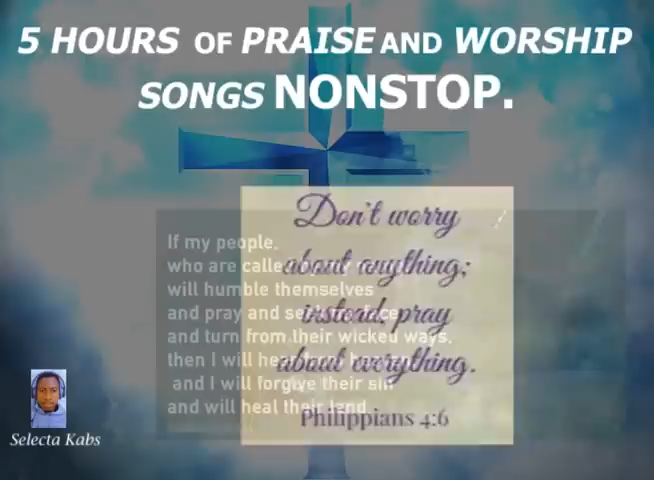 5 HOURS OF PRAISE AND WORSHIP
SONGS NONSTOP.
Don't worry
about anything;
instead, pray
about everything.
Philippians 4:6
If my people,
who are calle
will humble themselves
and pray and
and turn from their wicked ways.
then I will hea
and I will forgive their sin
and will heal their land
Selecta Kabs